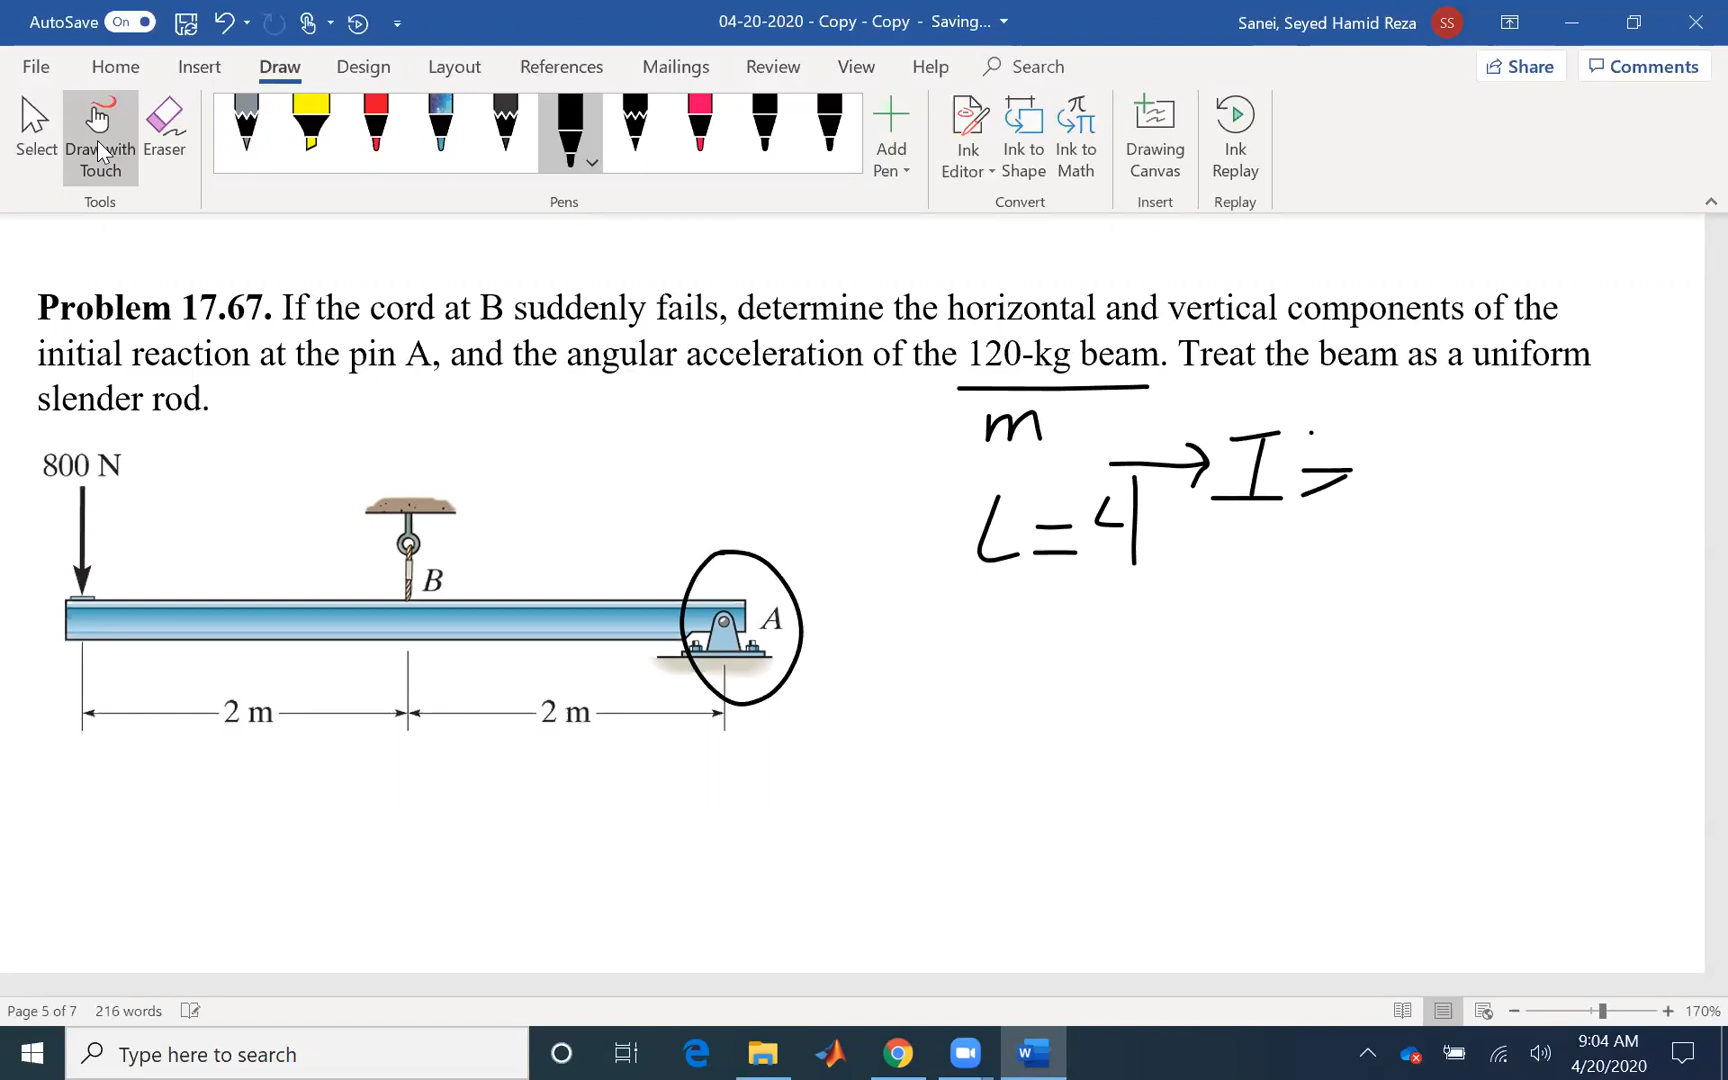 AutoSave On
04-20-2020 - Copy - Copy - Saving...
Sanei, Seyed Hamid Reza SS
File Home Insert Draw Design Layout References Mailings Review View Help Search Share Comments
Select
Draw with Touch
Eraser
Add Pen
Ink Editor
Ink to Shape
Ink to Math
Drawing Canvas
Ink Replay
Tools Pens Convert Insert Replay
Problem 17.67. If the cord at B suddenly fails, determine the horizontal and vertical components of the
initial reaction at the pin A, and the angular acceleration of the 120-kg beam. Treat the beam as a uniform
slender rod.
m
800 N
I =
L = 4
B
A
2 m 2 m
Page 5 of 7 216 words 170%
Type here to search
9:04 AM
4/20/2020